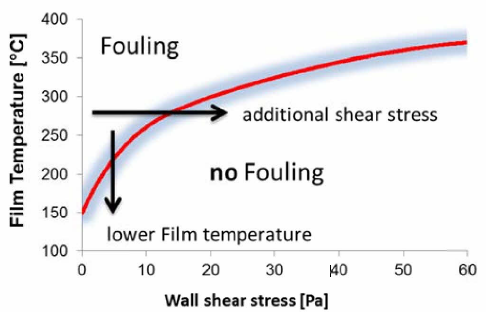 400
Fouling
350
Film Temperature [°C]
300
additional shear stress
250
200
no Fouling
150
lower Film temperature
100
0 10 20 30 40 50 60
Wall shear stress [Pa]